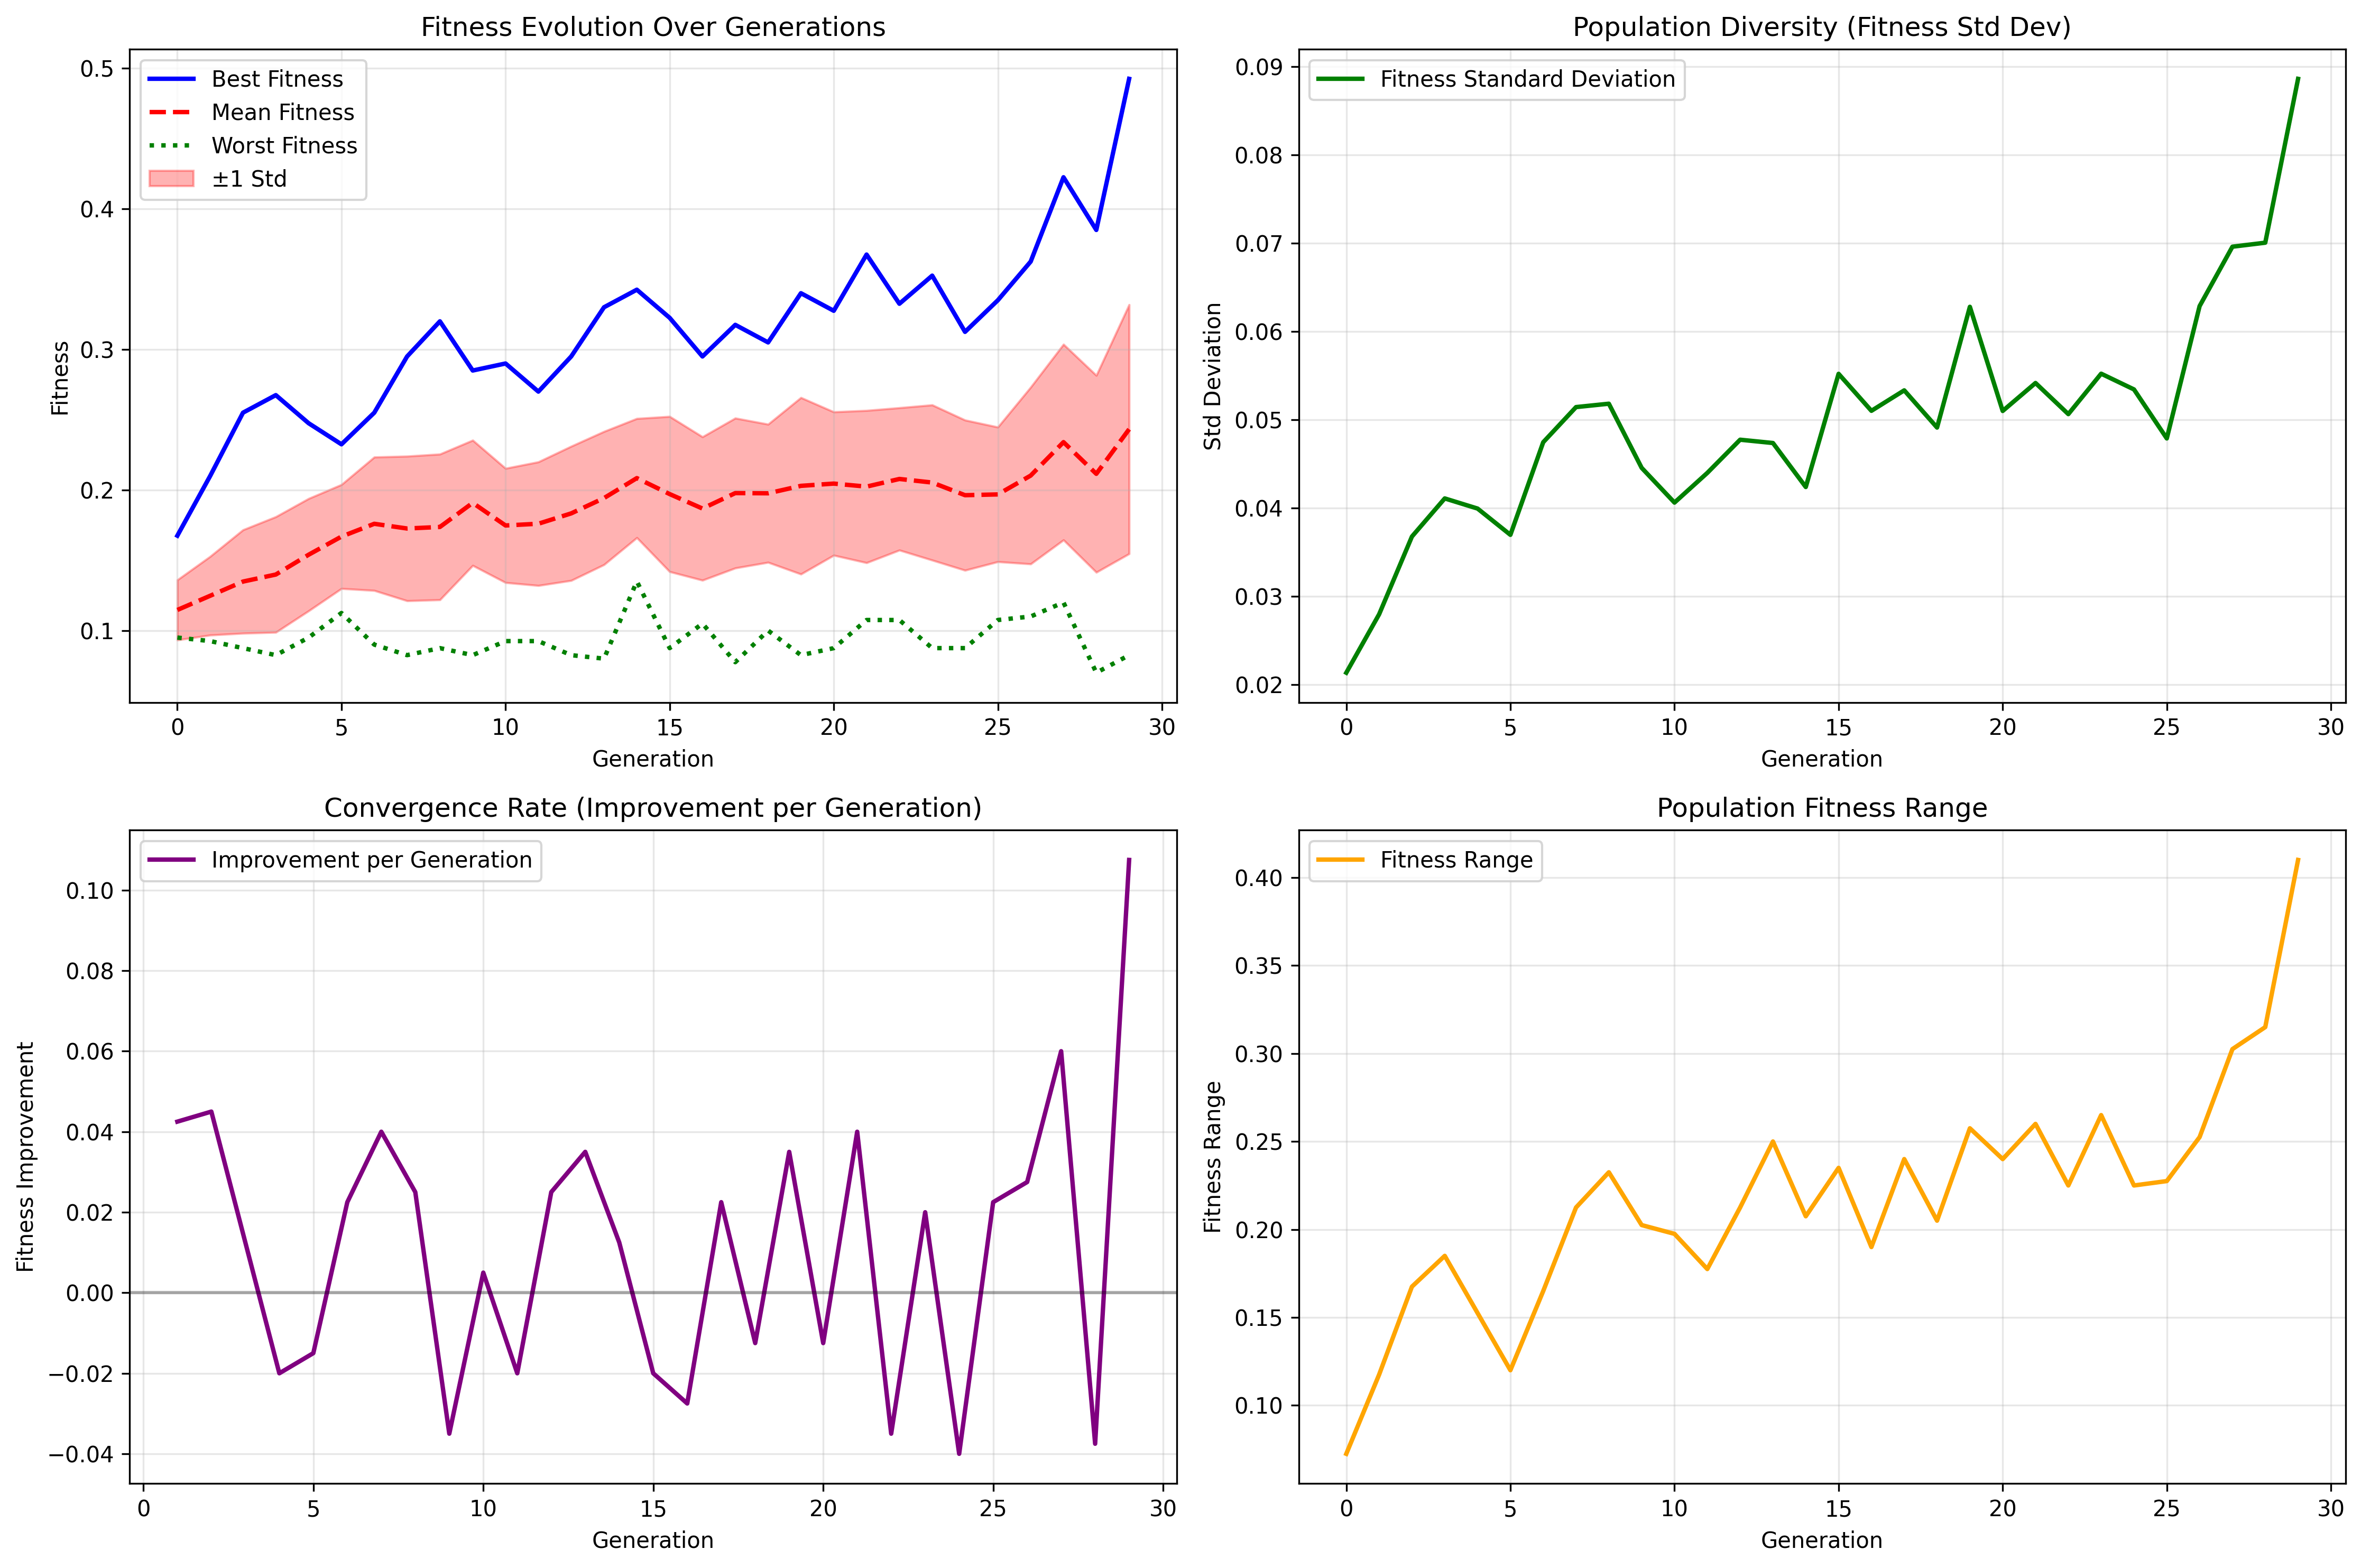 Fitness Evolution Over Generations
Best Fitness
Mean Fitness
Worst Fitness
±1 Std
Fitness
0.5
0.4
0.3
0.2
0.1
0 5 10 15 20 25 30
Generation
Population Diversity (Fitness Std Dev)
Fitness Standard Deviation
Std Deviation
0.09
0.08
0.07
0.06
0.05
0.04
0.03
0.02
0 5 10 15 20 25 30
Generation
Convergence Rate (Improvement per Generation)
Improvement per Generation
Fitness Improvement
0.10
0.08
0.06
0.04
0.02
0.00
−0.02
−0.04
0 5 10 15 20 25 30
Generation
Population Fitness Range
Fitness Range
Fitness Range
0.40
0.35
0.30
0.25
0.20
0.15
0.10
0 5 10 15 20 25 30
Generation